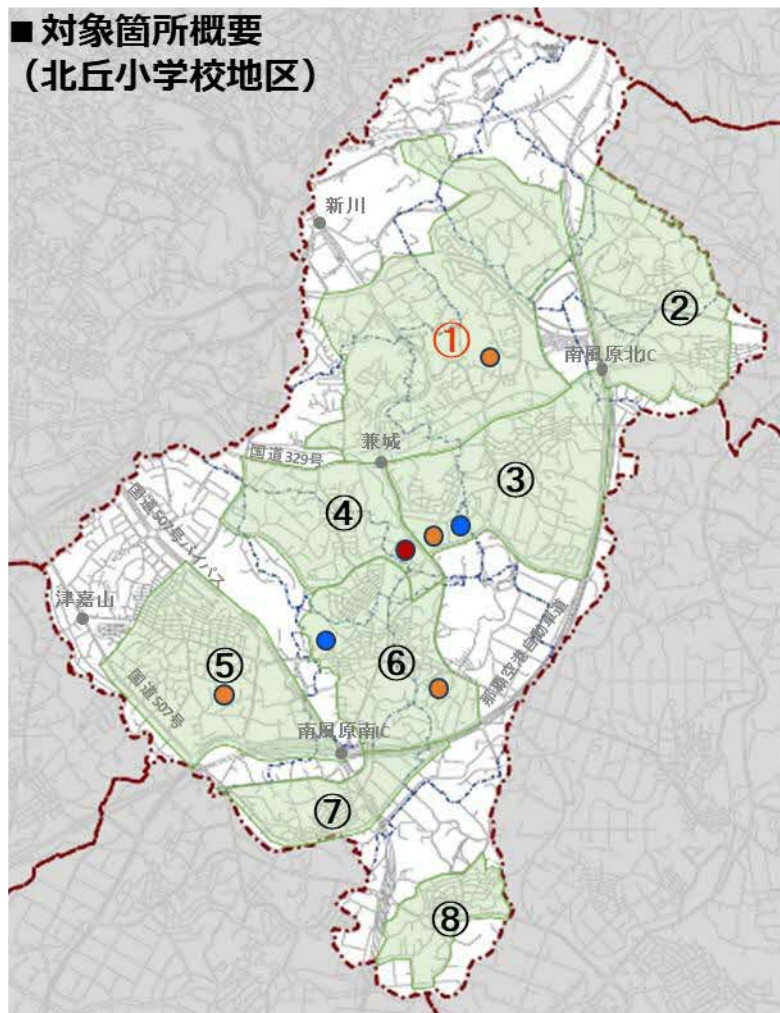 ■対象箇所概要
（北丘小学校地区）
新川
①
②
南風原北IC
兼城
国道329号
③
④
国道507号バイパス
津嘉山
⑤
⑥
那覇空港自動車道
国道507号
南風原南IC
⑦
⑧